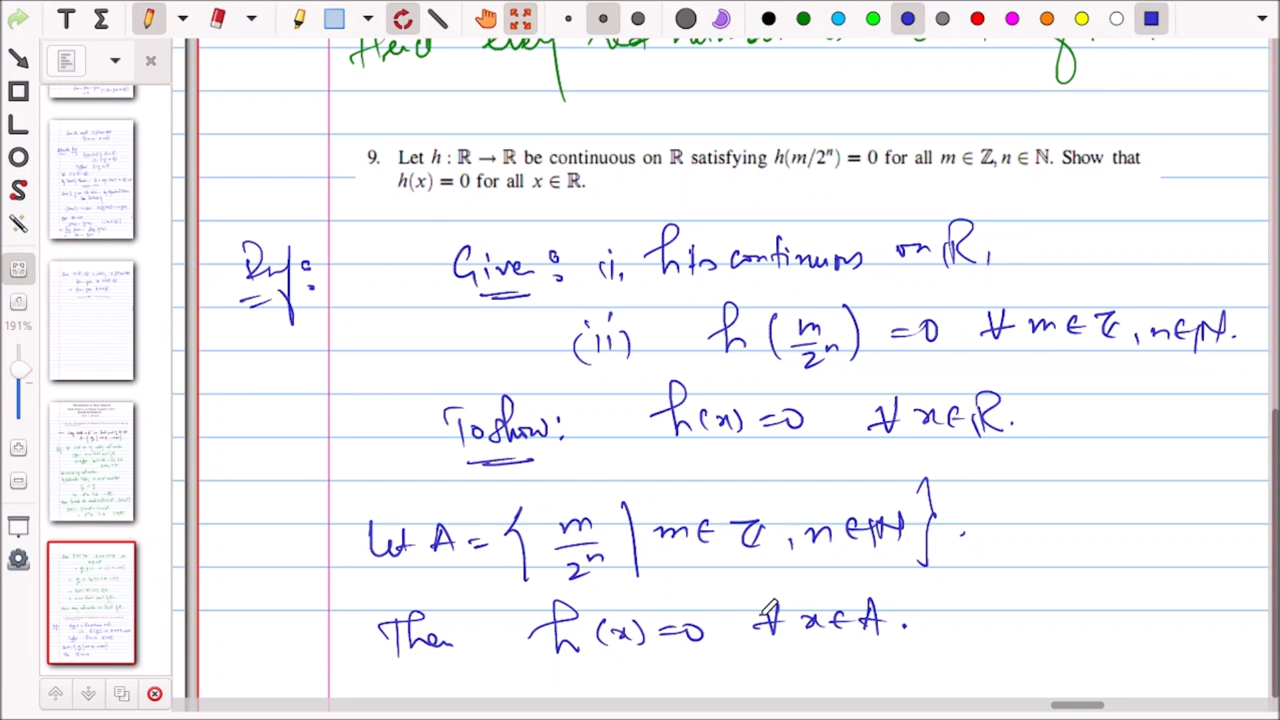 9. Let h : ℝ → ℝ be continuous on ℝ satisfying h(m/2ⁿ) = 0 for all m ∈ ℤ, n ∈ ℕ. Show that
h(x) = 0 for all x ∈ ℝ.
Given: (i) h is continuous on ℝ,
(ii) h(m/2ⁿ) = 0 ∀ m ∈ ℤ, n ∈ ℕ.
To show: h(x) = 0 ∀ x ∈ ℝ.
Let A = { m/2ⁿ | m ∈ ℤ, n ∈ ℕ }.
Then h(x) = 0 ∀ x ∈ A.
191%